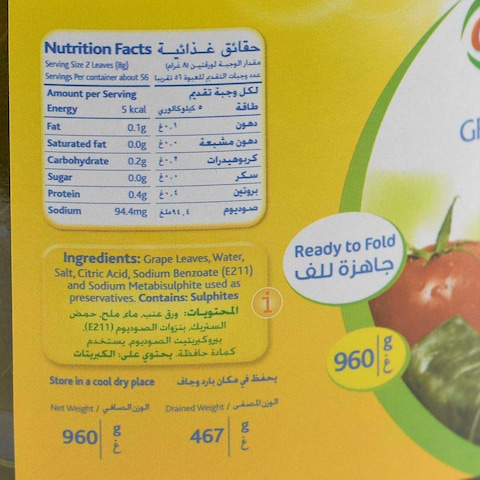 Nutrition Facts حقائق غذائية
Serving Size 2 Leaves (8g) مقدار الوجبة لورقتين (٨ غرام)
Servings Per container about 56 عدد وجبات التقديم للعبوة ٥٦ تقريبا
Amount per Serving لكل وجبة تقديم
Energy 5 kcal ٥ كيلوكالوري طاقة
Fat 0.1g ٠.١غ دهون
Saturated fat 0.0g ٠.٠غ دهون مشبعة
Carbohydrate 0.2g ٠.٢غ كربوهيدرات
Sugar 0.0g ٠.٠غ سكر
Protein 0.4g ٠.٤غ بروتين
Sodium 94.4mg ٩٤.٤ملغ صوديوم
Ingredients: Grape Leaves, Water,
Salt, Citric Acid, Sodium Benzoate (E211)
and Sodium Metabisulphite used as
preservatives. Contains: Sulphites
i
المحتويات: ورق عنب، ماء، ملح، حمض
الستريك، بنزوات الصوديوم (E211)،
بيروكبريتيت الصوديوم، يستخدم
كمادة حافظة. يحتوي على: الكبريتات
Store in a cool dry place يحفظ في مكان بارد وجاف
Net Weight / الوزن الصافي
960 g غ
Drained Weight / الوزن المصفى
467 g غ
Ready to Fold
جاهزة للف
960 g غ